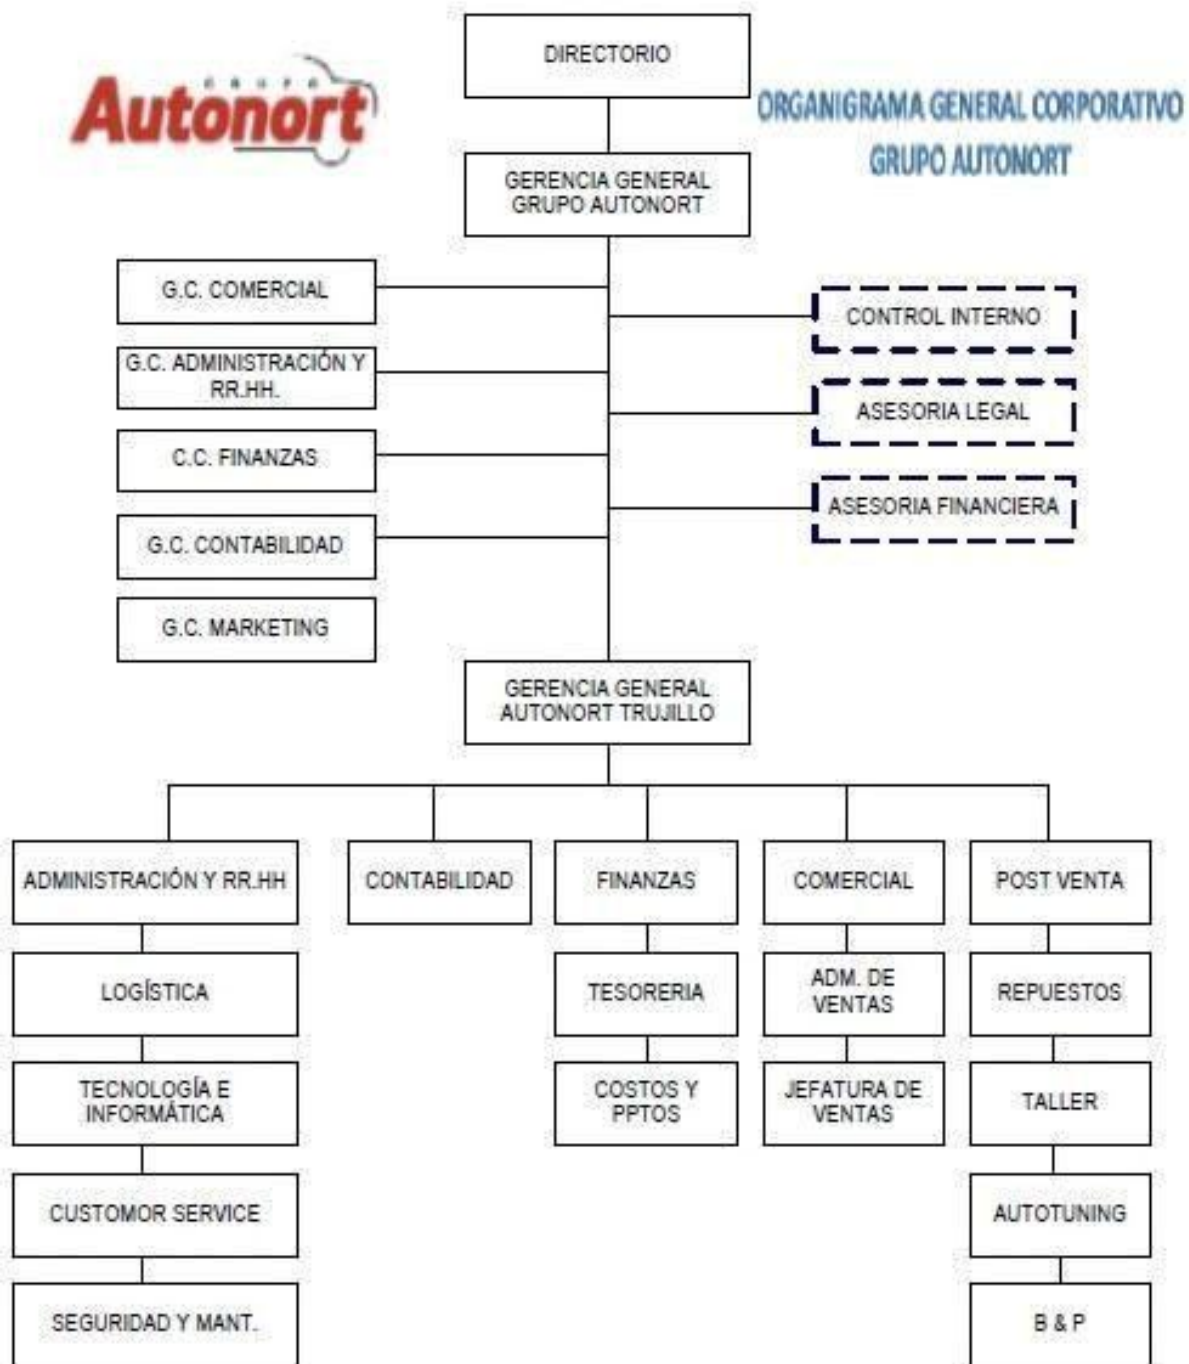 DIRECTORIO
GRUPO
Autonort
ORGANIGRAMA GENERAL CORPORATIVO
GRUPO AUTONORT
GERENCIA GENERAL
GRUPO AUTONORT
G.C. COMERCIAL
CONTROL INTERNO
G.C. ADMINISTRACIÓN Y
RR.HH.
ASESORIA LEGAL
C.C. FINANZAS
ASESORIA FINANCIERA
G.C. CONTABILIDAD
G.C. MARKETING
GERENCIA GENERAL
AUTONORT TRUJILLO
ADMINISTRACIÓN Y RR.HH
CONTABILIDAD
FINANZAS
COMERCIAL
POST VENTA
LOGÍSTICA
TESORERIA
ADM. DE
VENTAS
REPUESTOS
TECNOLOGÍA E
INFORMÁTICA
COSTOS Y
PPTOS
JEFATURA DE
VENTAS
TALLER
CUSTOMOR SERVICE
AUTOTUNING
SEGURIDAD Y MANT.
B & P